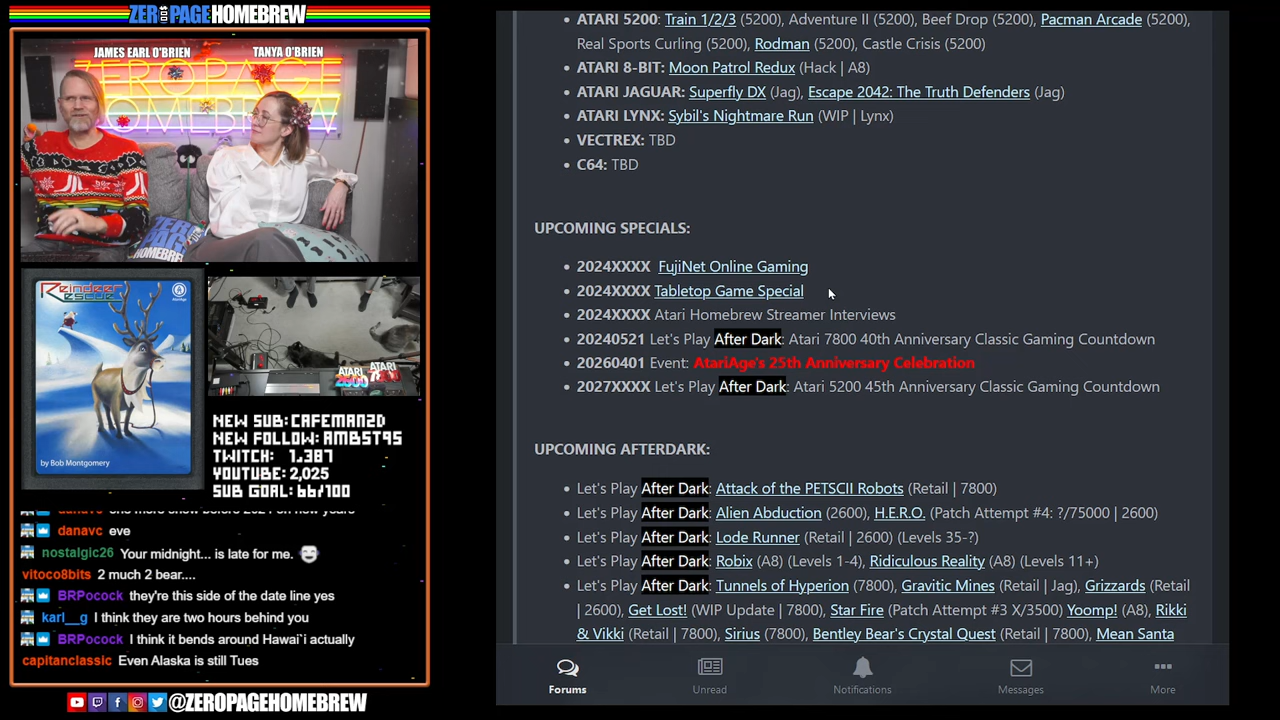 ZEROPAGEHOMEBREW
JAMES EARL O'BRIEN
TANYA O'BRIEN
ZEROPAGE
HOMEBREW
Reindeer
Rescue
by Bob Montgomery
ATARI
2600
ATARI
NEW SUB:CAFEMAN2D
NEW FOLLOW:AMBST95
TWITCH: 1,387
YOUTUBE: 2,025
SUB GOAL: 66/100
danavc eve
nostalgic26 Your midnight... is late for me.
vitoco8bits 2 much 2 bear....
BRPocock they're this side of the date line yes
karl__g I think they are two hours behind you
BRPocock I think it bends around Hawai`i actually
capitanclassic Even Alaska is still Tues
@ZEROPAGEHOMEBREW
• ATARI 5200: Train 1/2/3 (5200), Adventure II (5200), Beef Drop (5200), Pacman Arcade (5200),
Real Sports Curling (5200), Rodman (5200), Castle Crisis (5200)
• ATARI 8-BIT: Moon Patrol Redux (Hack | A8)
• ATARI JAGUAR: Superfly DX (Jag), Escape 2042: The Truth Defenders (Jag)
• ATARI LYNX: Sybil's Nightmare Run (WIP | Lynx)
• VECTREX: TBD
• C64: TBD
UPCOMING SPECIALS:
• 2024XXXX FujiNet Online Gaming
• 2024XXXX Tabletop Game Special
• 2024XXXX Atari Homebrew Streamer Interviews
• 20240521 Let's Play After Dark: Atari 7800 40th Anniversary Classic Gaming Countdown
• 20260401 Event: AtariAge's 25th Anniversary Celebration
• 2027XXXX Let's Play After Dark: Atari 5200 45th Anniversary Classic Gaming Countdown
UPCOMING AFTERDARK:
• Let's Play After Dark: Attack of the PETSCII Robots (Retail | 7800)
• Let's Play After Dark: Alien Abduction (2600), H.E.R.O. (Patch Attempt #4: ?/75000 | 2600)
• Let's Play After Dark: Lode Runner (Retail | 2600) (Levels 35-?)
• Let's Play After Dark: Robix (A8) (Levels 1-4), Ridiculous Reality (A8) (Levels 11+)
• Let's Play After Dark: Tunnels of Hyperion (7800), Gravitic Mines (Retail | Jag), Grizzards (Retail
| 2600), Get Lost! (WIP Update | 7800), Star Fire (Patch Attempt #3 X/3500) Yoomp! (A8), Rikki
& Vikki (Retail | 7800), Sirius (7800), Bentley Bear's Crystal Quest (Retail | 7800), Mean Santa
Forums
Unread
Notifications
Messages
More